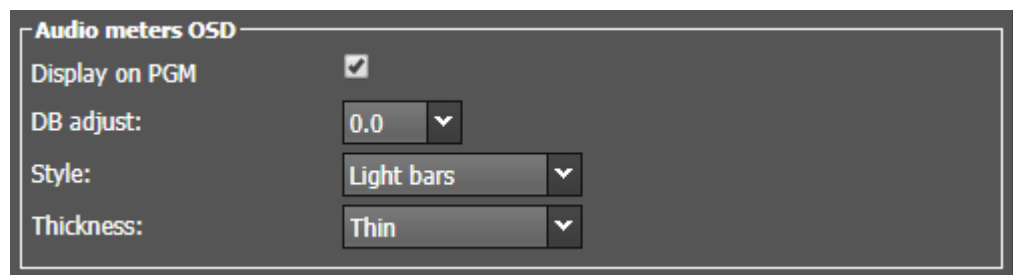 Audio meters OSD
Display on PGM
DB adjust: 0.0
Style: Light bars
Thickness: Thin